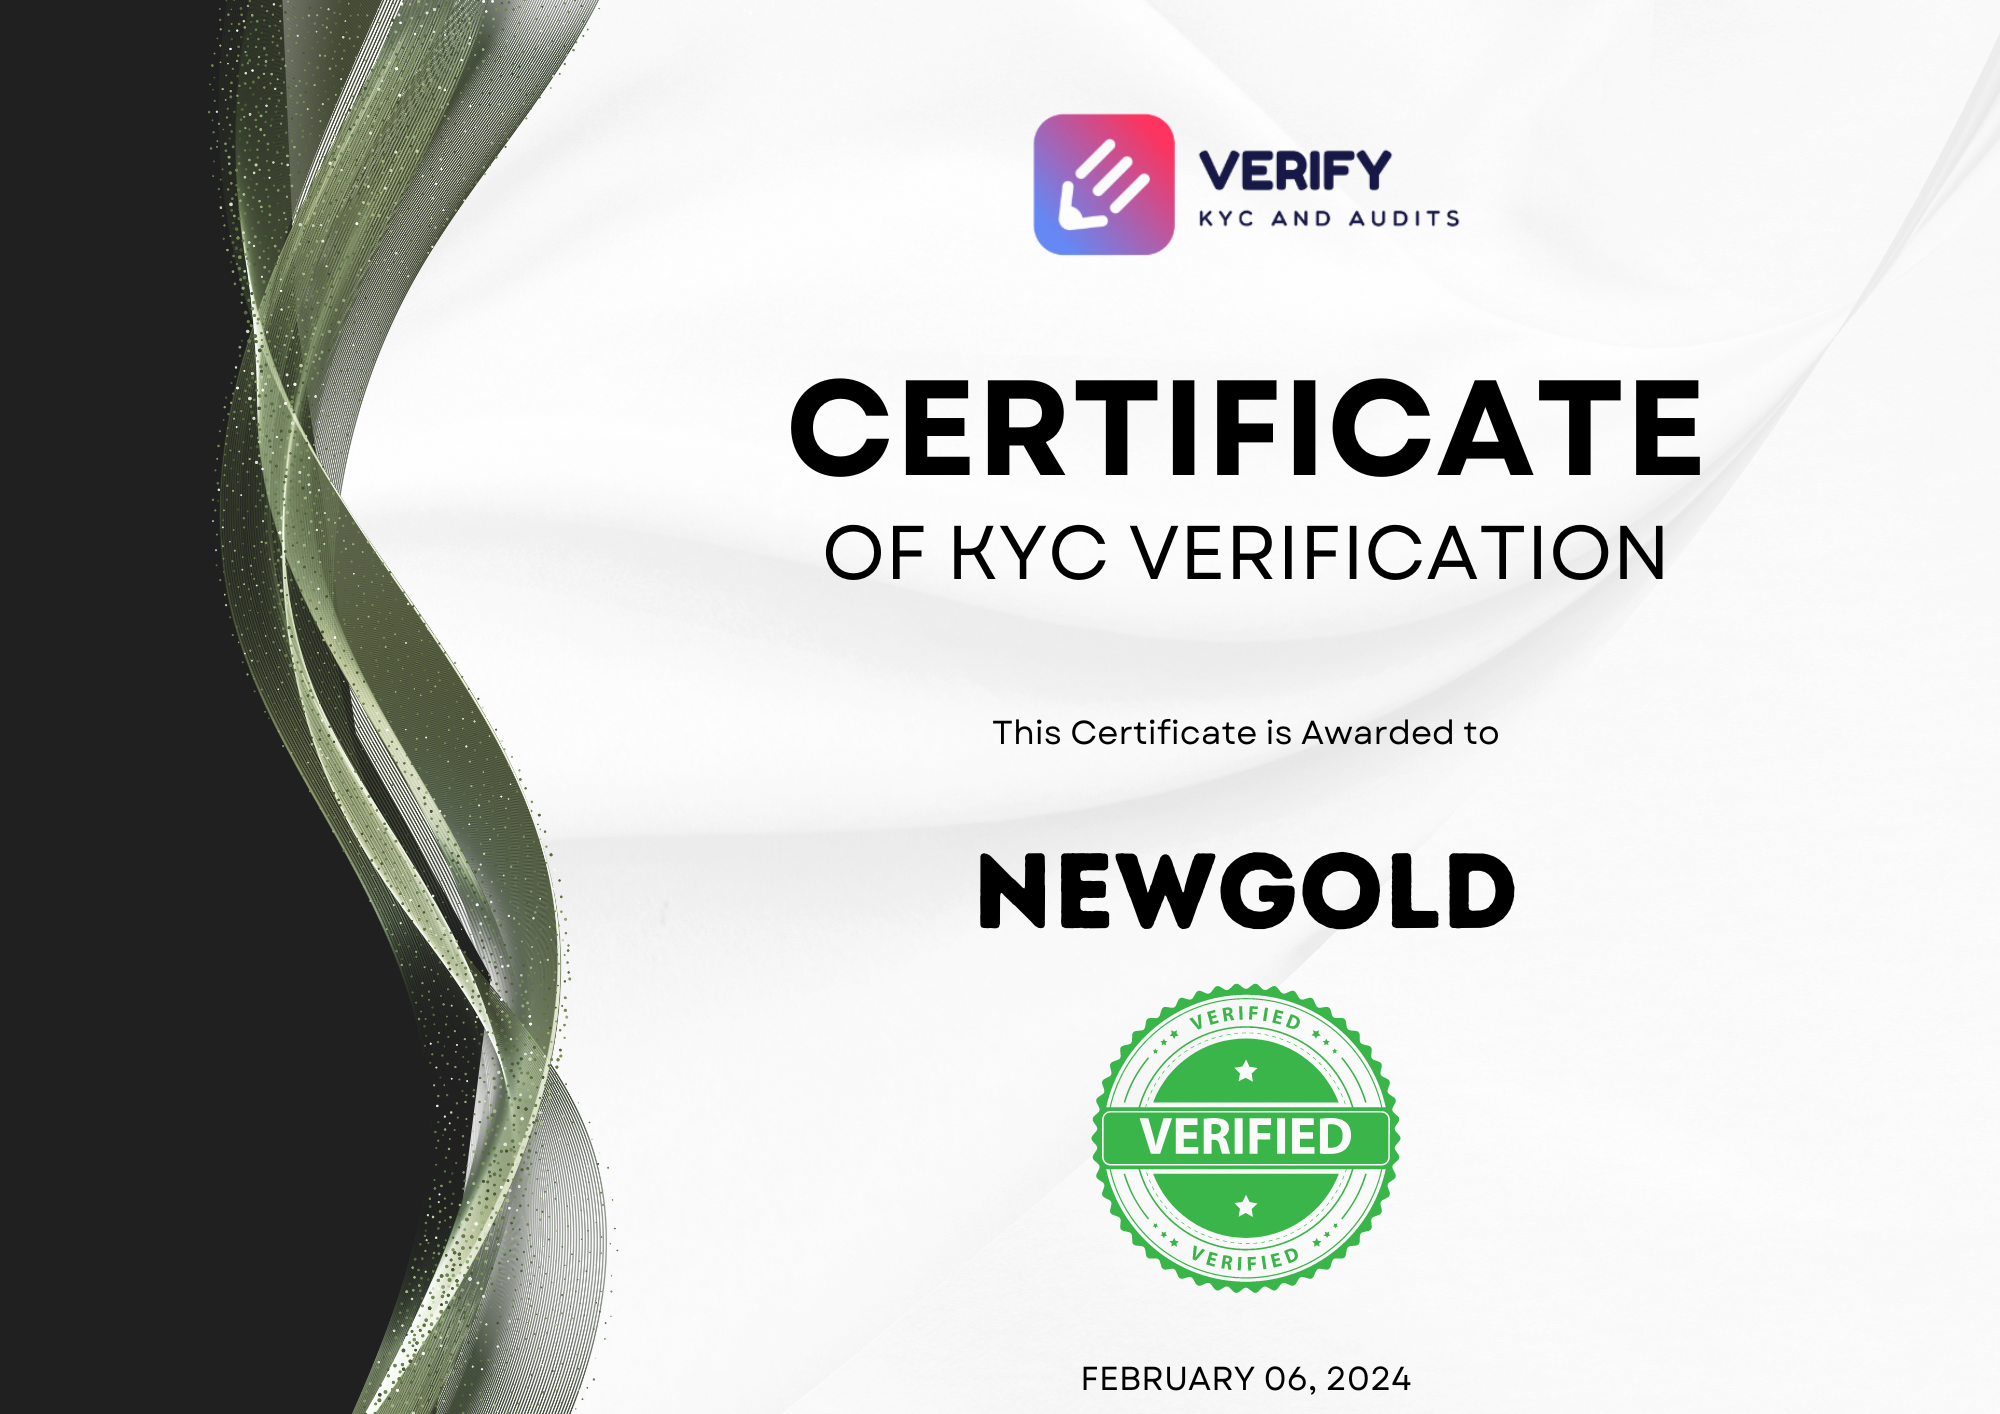 VERIFY
KYC AND AUDITS
CERTIFICATE
OF KYC VERIFICATION
This Certificate is Awarded to
NEWGOLD
VERIFIED
VERIFIED
VERIFIED
FEBRUARY 06, 2024